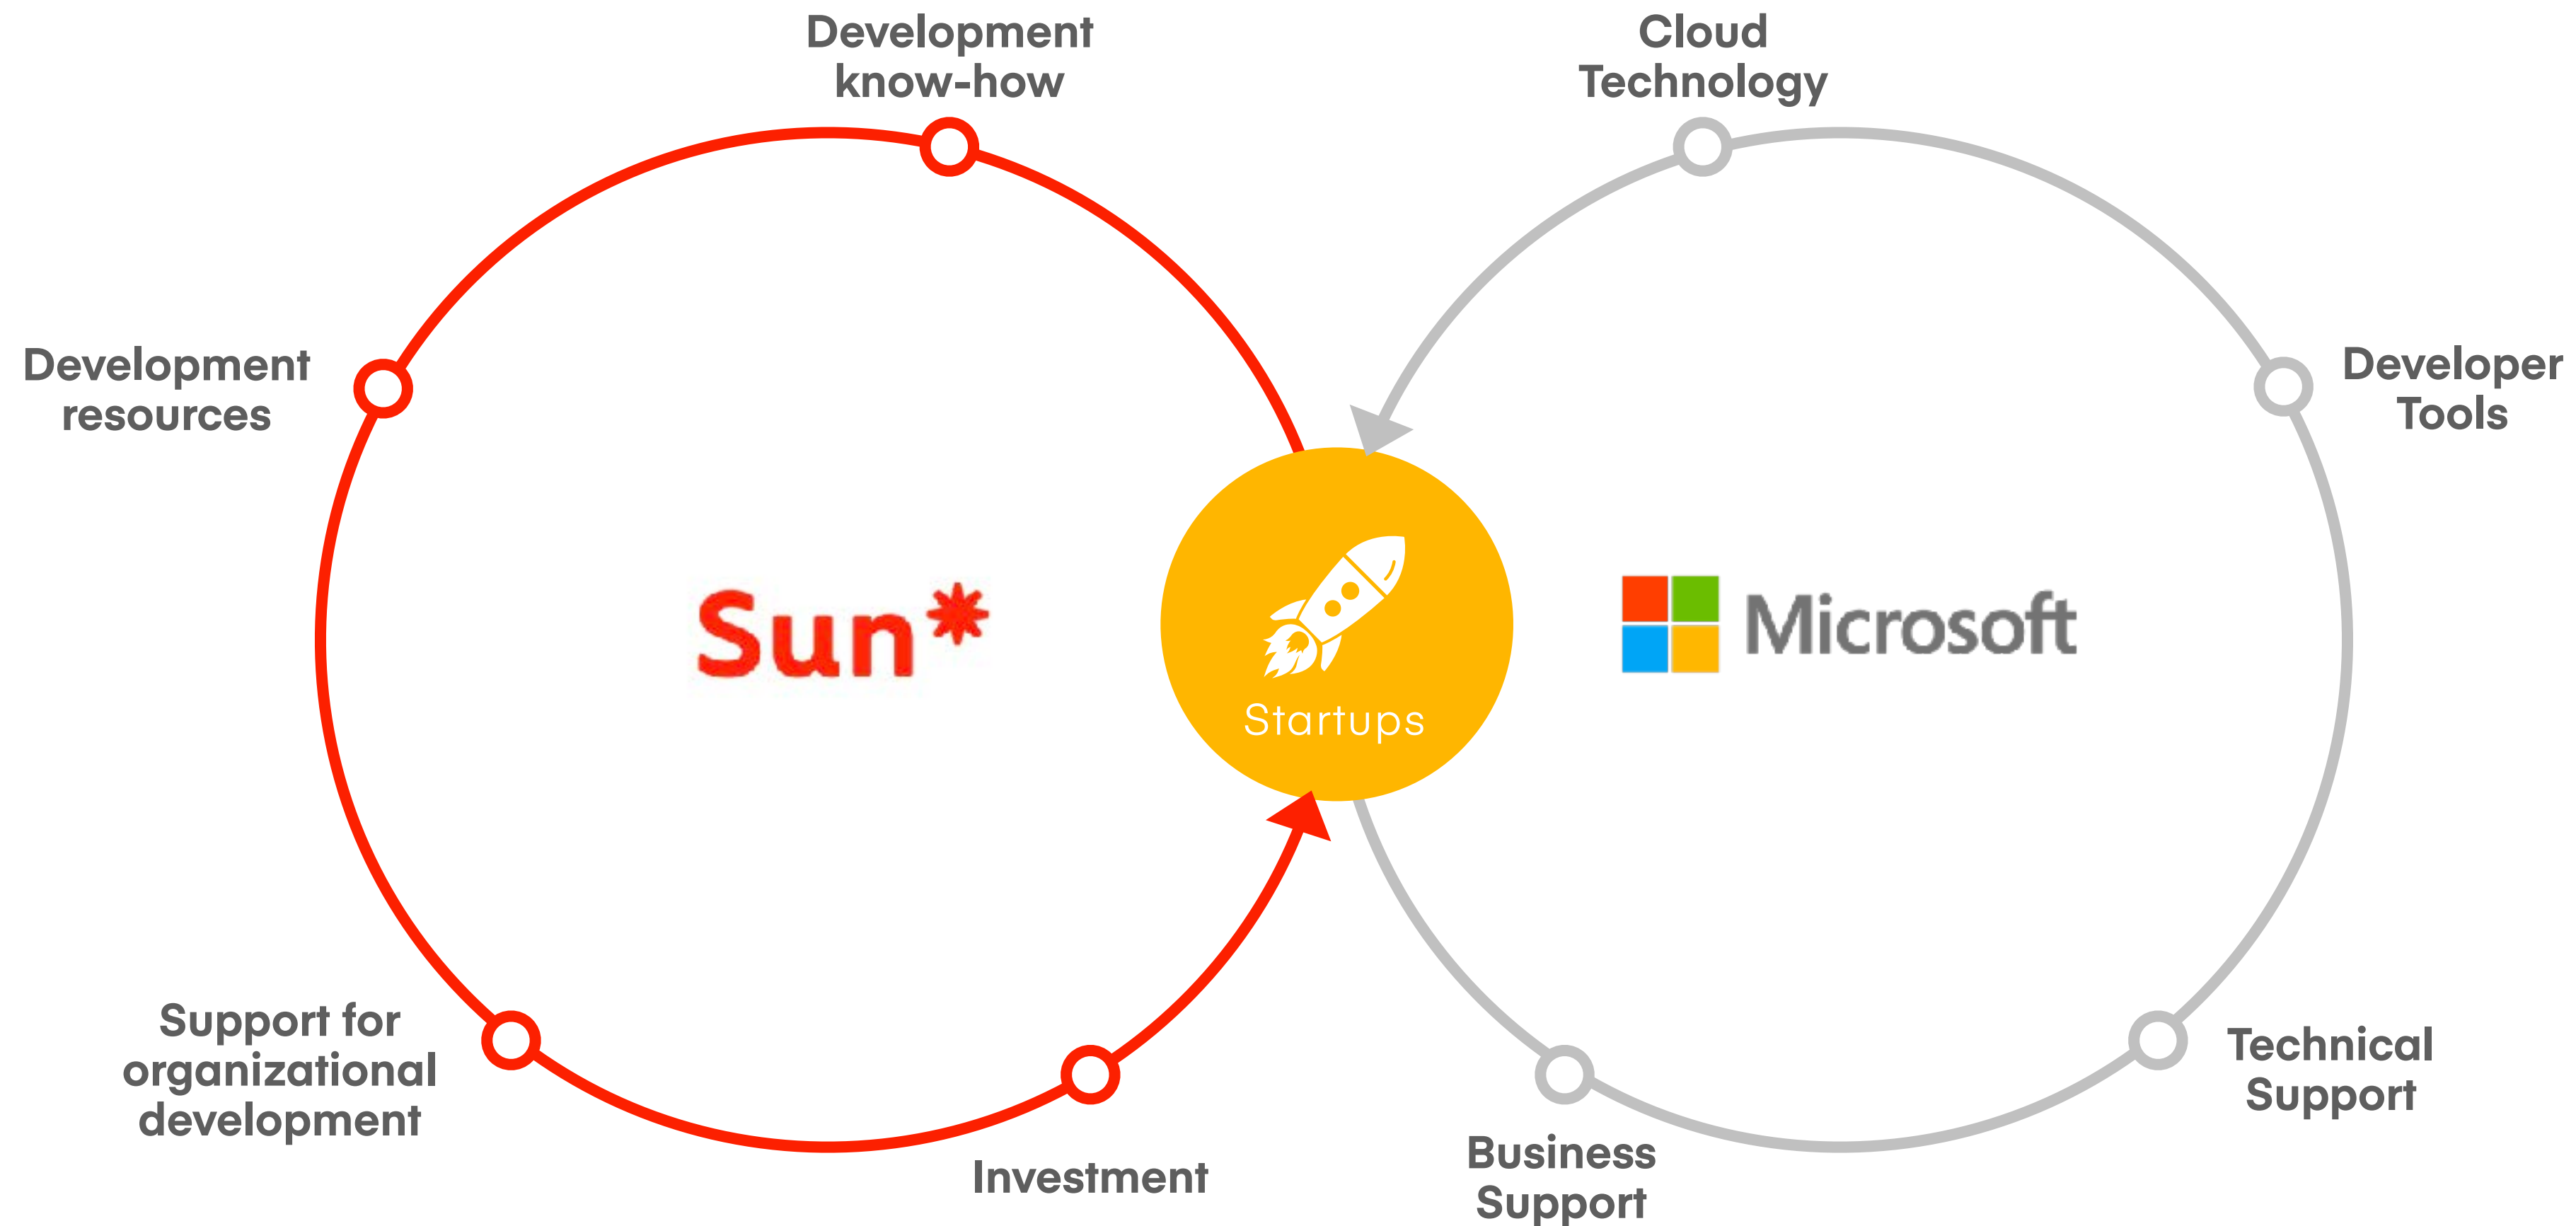 Development
know-how
Cloud
Technology
Development
resources
Developer
Tools
Sun*
Startups
Microsoft
Support for
organizational
development
Technical
Support
Investment
Business
Support